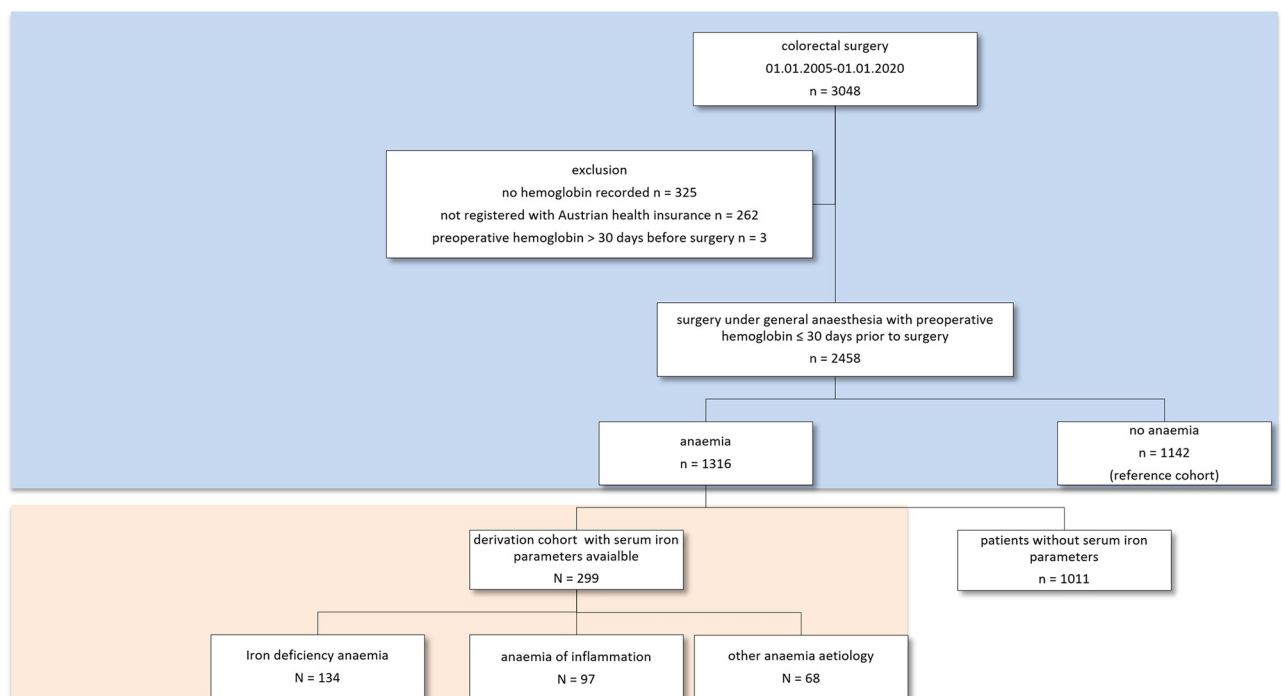 colorectal surgery
01.01.2005-01.01.2020
n = 3048
exclusion
no hemoglobin recorded n = 325
not registered with Austrian health insurance n = 262
preoperative hemoglobin > 30 days before surgery n = 3
surgery under general anaesthesia with preoperative
hemoglobin ≤ 30 days prior to surgery
n = 2458
anaemia
n = 1316
no anaemia
n = 1142
(reference cohort)
derivation cohort with serum iron
parameters avaialble
N = 299
patients without serum iron
parameters
n = 1011
Iron deficiency anaemia
N = 134
anaemia of inflammation
N = 97
other anaemia aetiology
N = 68